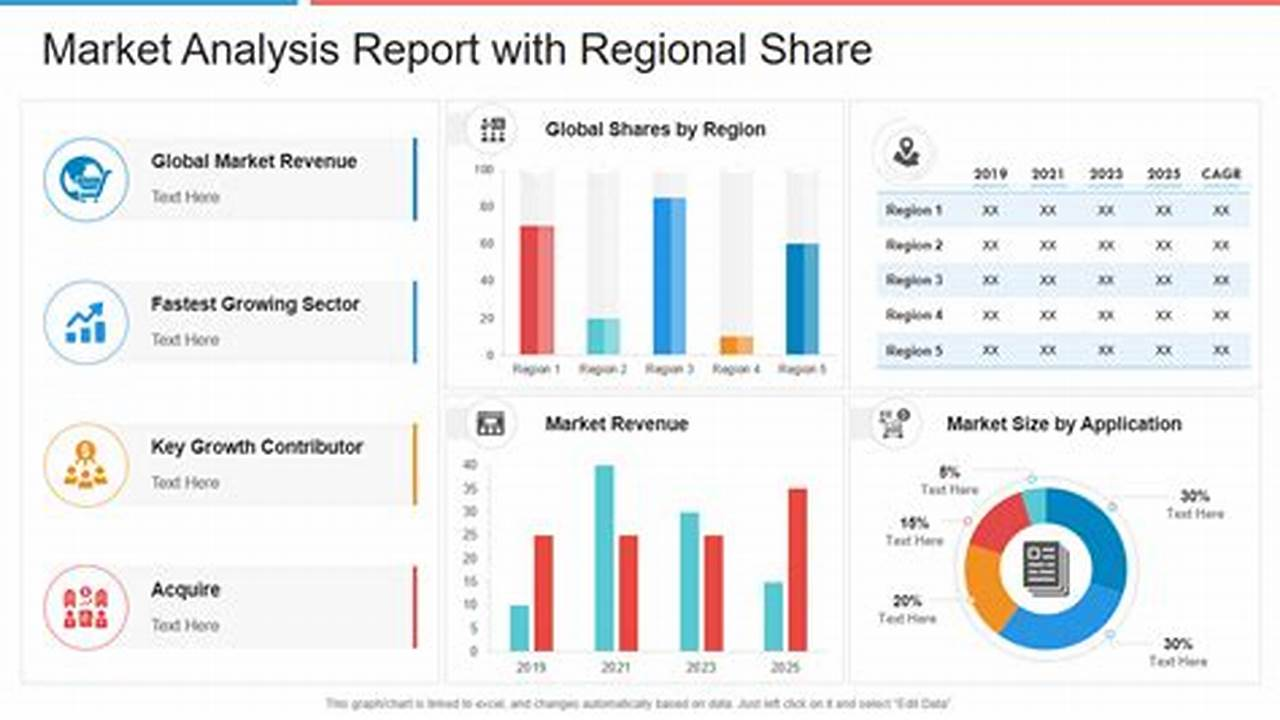 Market Analysis Report with Regional Share
Global Market Revenue
Text Here
Fastest Growing Sector
Text Here
Key Growth Contributor
Text Here
Acquire
Text Here
Global Shares by Region
100
80
60
40
20
0
Region 1 Region 2 Region 3 Region 4 Region 5
2019 2021 2023 2025 CAGR
Region 1 XX XX XX XX XX
Region 2 XX XX XX XX XX
Region 3 XX XX XX XX XX
Region 4 XX XX XX XX XX
Region 5 XX XX XX XX XX
Market Revenue
40
35
30
25
20
15
10
5
0
2019 2021 2023 2025
Market Size by Application
5%
Text Here
15%
Text Here
20%
Text Here
30%
Text Here
30%
Text Here
This graph/chart is linked to excel, and changes automatically based on data. Just left click on it and select "Edit Data"